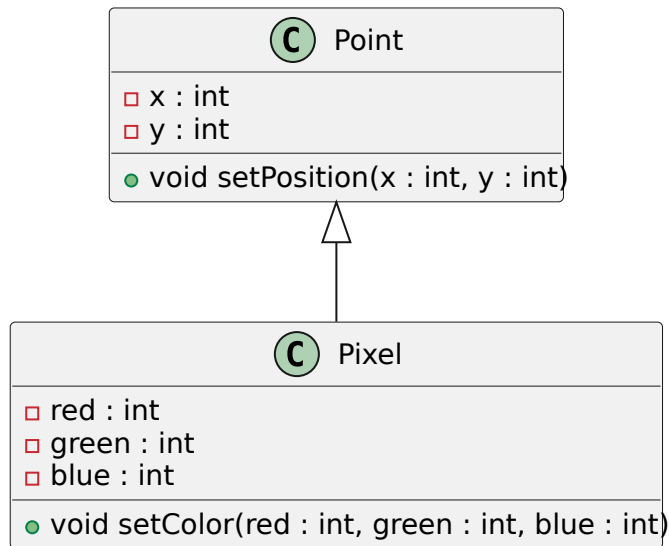 C Point
x : int
y : int
void setPosition(x : int, y : int)
C Pixel
red : int
green : int
blue : int
void setColor(red : int, green : int, blue : int)